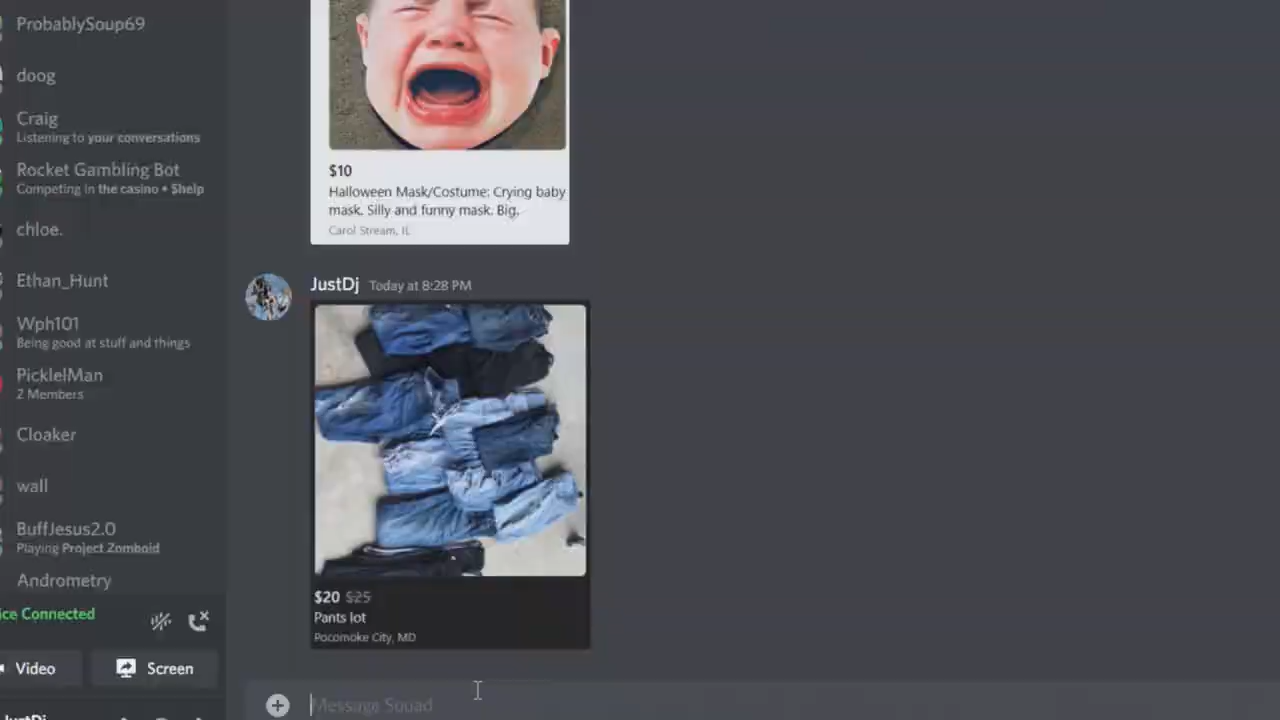 ProbablySoup69
doog
Craig
Listening to your conversations
Rocket Gambling Bot
Competing in the casino • $help
chloe.
Ethan_Hunt
Wph101
Being good at stuff and things
PicklelMan
2 Members
Cloaker
wall
BuffJesus2.0
Playing Project Zomboid
Andrometry
ice Connected
Video
Screen
JustDj
$10
Halloween Mask/Costume: Crying baby
mask. Silly and funny mask. Big.
Carol Stream, IL
JustDj Today at 8:28 PM
$20 $25
Pants lot
Pocomoke City, MD
Message Squad